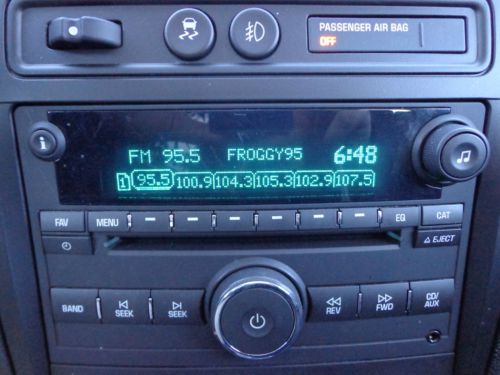 PASSENGER AIR BAG
OFF
FM 95.5 FROGGY95 6:48
1 95.5 100.9 104.3 105.3 102.9 107.5
FAV MENU EQ CAT
EJECT
BAND SEEK SEEK REV FWD CD/AUX